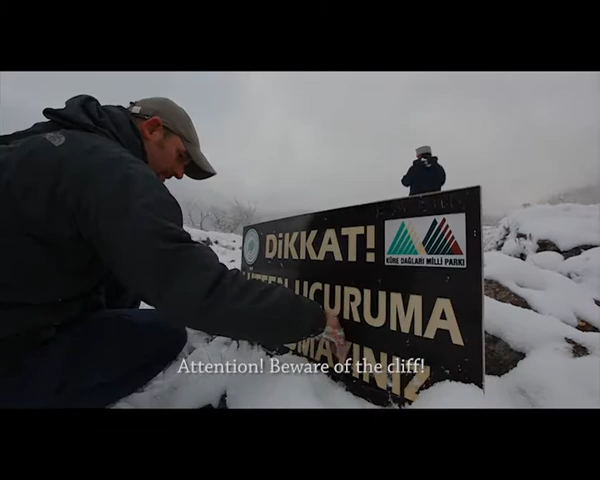 DİKKAT!
KÜRE DAĞLARI MİLLİ PARKI
UÇURUMA
Attention! Beware of the cliff!